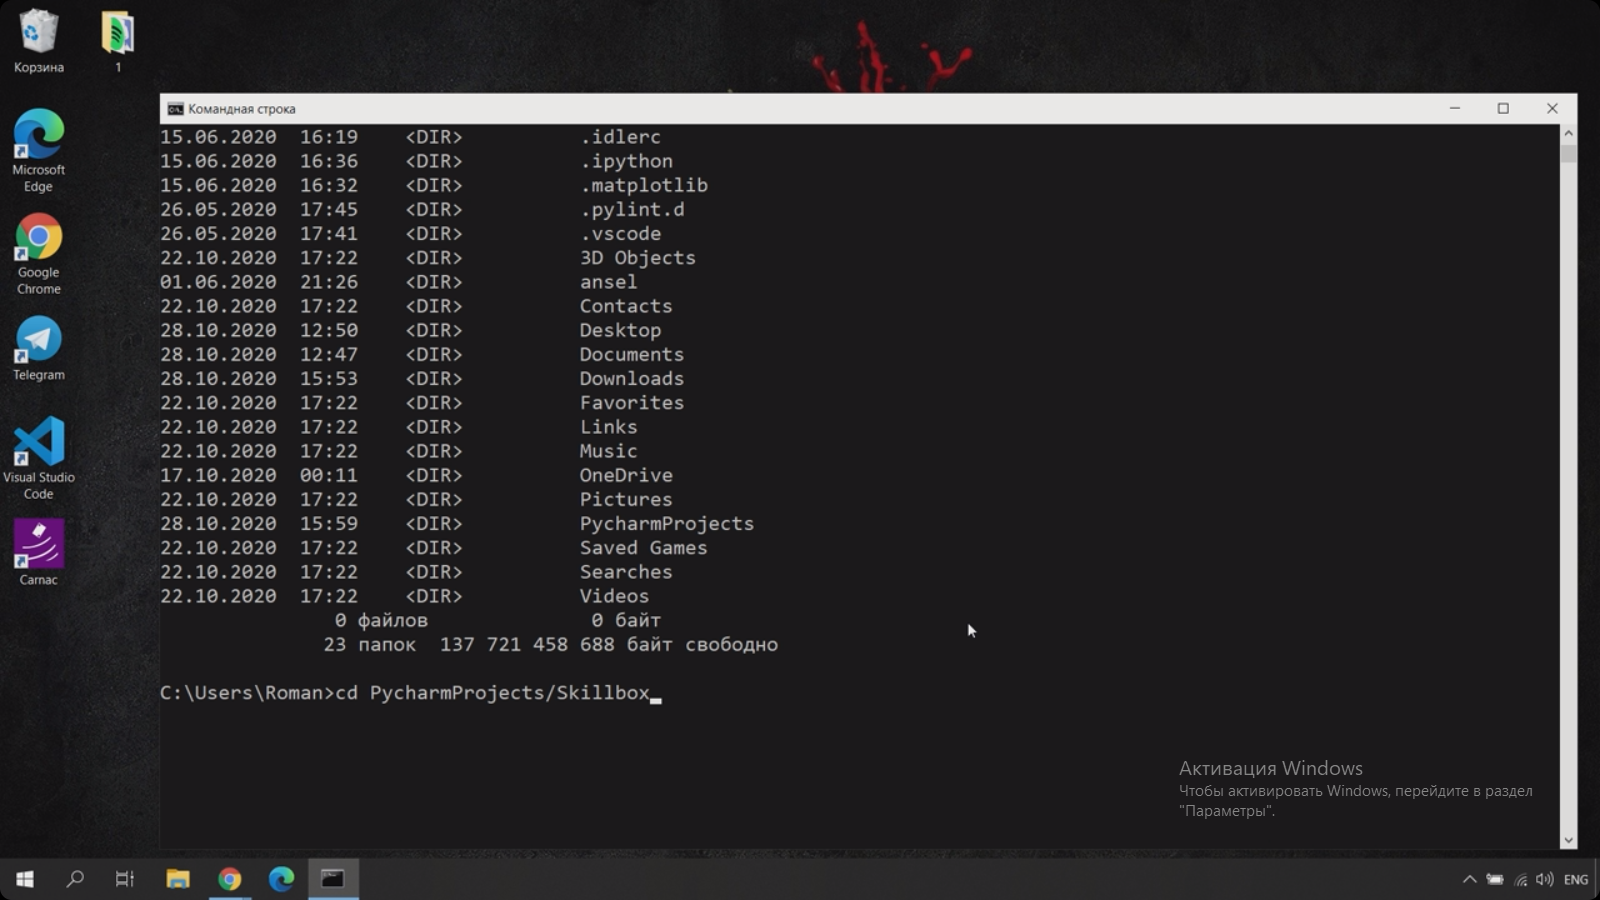 Корзина
1
Microsoft
Edge
Google
Chrome
Telegram
Visual Studio
Code
Carnac
Командная строка
15.06.2020  16:19    <DIR>          .idlerc
15.06.2020  16:36    <DIR>          .ipython
15.06.2020  16:32    <DIR>          .matplotlib
26.05.2020  17:45    <DIR>          .pylint.d
26.05.2020  17:41    <DIR>          .vscode
22.10.2020  17:22    <DIR>          3D Objects
01.06.2020  21:26    <DIR>          ansel
22.10.2020  17:22    <DIR>          Contacts
28.10.2020  12:50    <DIR>          Desktop
28.10.2020  12:47    <DIR>          Documents
28.10.2020  15:53    <DIR>          Downloads
22.10.2020  17:22    <DIR>          Favorites
22.10.2020  17:22    <DIR>          Links
22.10.2020  17:22    <DIR>          Music
17.10.2020  00:11    <DIR>          OneDrive
22.10.2020  17:22    <DIR>          Pictures
28.10.2020  15:59    <DIR>          PycharmProjects
22.10.2020  17:22    <DIR>          Saved Games
22.10.2020  17:22    <DIR>          Searches
22.10.2020  17:22    <DIR>          Videos
0 файлов              0 байт
23 папок  137 721 458 688 байт свободно
C:\Users\Roman>cd PycharmProjects/Skillbox
Активация Windows
Чтобы активировать Windows, перейдите в раздел
"Параметры".
ENG